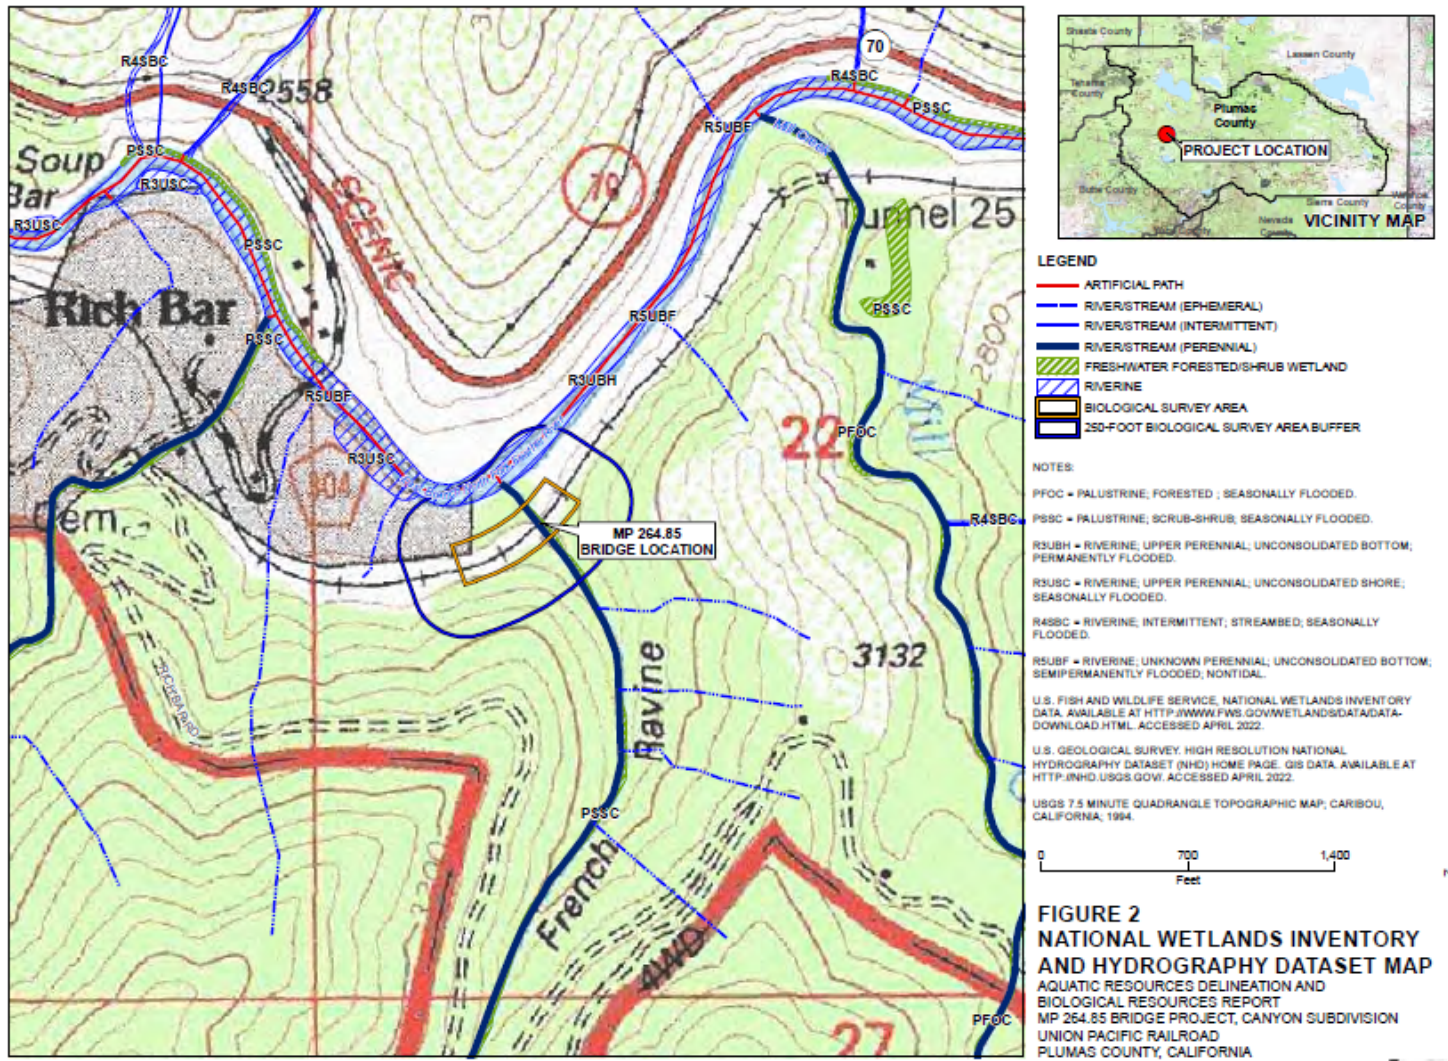 R4SBC
R4SBC
2558
70
R4SBC
PSSC
R5UBF
PSSC
Soup
Bar
R3USC
R3USC
SCENIC
70
Tunnel 25
PSSC
Rich Bar
PSSC
R5UBF
PSSC
2800
R3UBH
R5UBF
R3USC
22
PFOC
Mill
904
Cem.
MP 264.85
BRIDGE LOCATION
R4SBC
3132
Ravine
RICH BAR RD
PSSC
French
4WD
PFOC
27
Shasta County
Lassen County
Tehama
County
Plumas
County
PROJECT LOCATION
Butte County
Sierra County
Nevada
County
VICINITY MAP
LEGEND
ARTIFICIAL PATH
RIVER/STREAM (EPHEMERAL)
RIVER/STREAM (INTERMITTENT)
RIVER/STREAM (PERENNIAL)
FRESHWATER FORESTED/SHRUB WETLAND
RIVERINE
BIOLOGICAL SURVEY AREA
250-FOOT BIOLOGICAL SURVEY AREA BUFFER
NOTES:
PFOC = PALUSTRINE; FORESTED ; SEASONALLY FLOODED.
PSSC = PALUSTRINE; SCRUB-SHRUB; SEASONALLY FLOODED.
R3UBH = RIVERINE; UPPER PERENNIAL; UNCONSOLIDATED BOTTOM;
PERMANENTLY FLOODED.
R3USC = RIVERINE; UPPER PERENNIAL; UNCONSOLIDATED SHORE;
SEASONALLY FLOODED.
R4SBC = RIVERINE; INTERMITTENT; STREAMBED; SEASONALLY
FLOODED.
R5UBF = RIVERINE; UNKNOWN PERENNIAL; UNCONSOLIDATED BOTTOM;
SEMIPERMANENTLY FLOODED; NONTIDAL.
U.S. FISH AND WILDLIFE SERVICE, NATIONAL WETLANDS INVENTORY
DATA. AVAILABLE AT HTTP://WWW.FWS.GOV/WETLANDS/DATA/DATA-
DOWNLOAD.HTML. ACCESSED APRIL 2022.
U.S. GEOLOGICAL SURVEY. HIGH RESOLUTION NATIONAL
HYDROGRAPHY DATASET (NHD) HOME PAGE. GIS DATA. AVAILABLE AT
HTTP://NHD.USGS.GOV/. ACCESSED APRIL 2022.
USGS 7.5 MINUTE QUADRANGLE TOPOGRAPHIC MAP; CARIBOU,
CALIFORNIA; 1994.
0 700 1,400
Feet
FIGURE 2
NATIONAL WETLANDS INVENTORY
AND HYDROGRAPHY DATASET MAP
AQUATIC RESOURCES DELINEATION AND
BIOLOGICAL RESOURCES REPORT
MP 264.85 BRIDGE PROJECT, CANYON SUBDIVISION
UNION PACIFIC RAILROAD
PLUMAS COUNTY, CALIFORNIA